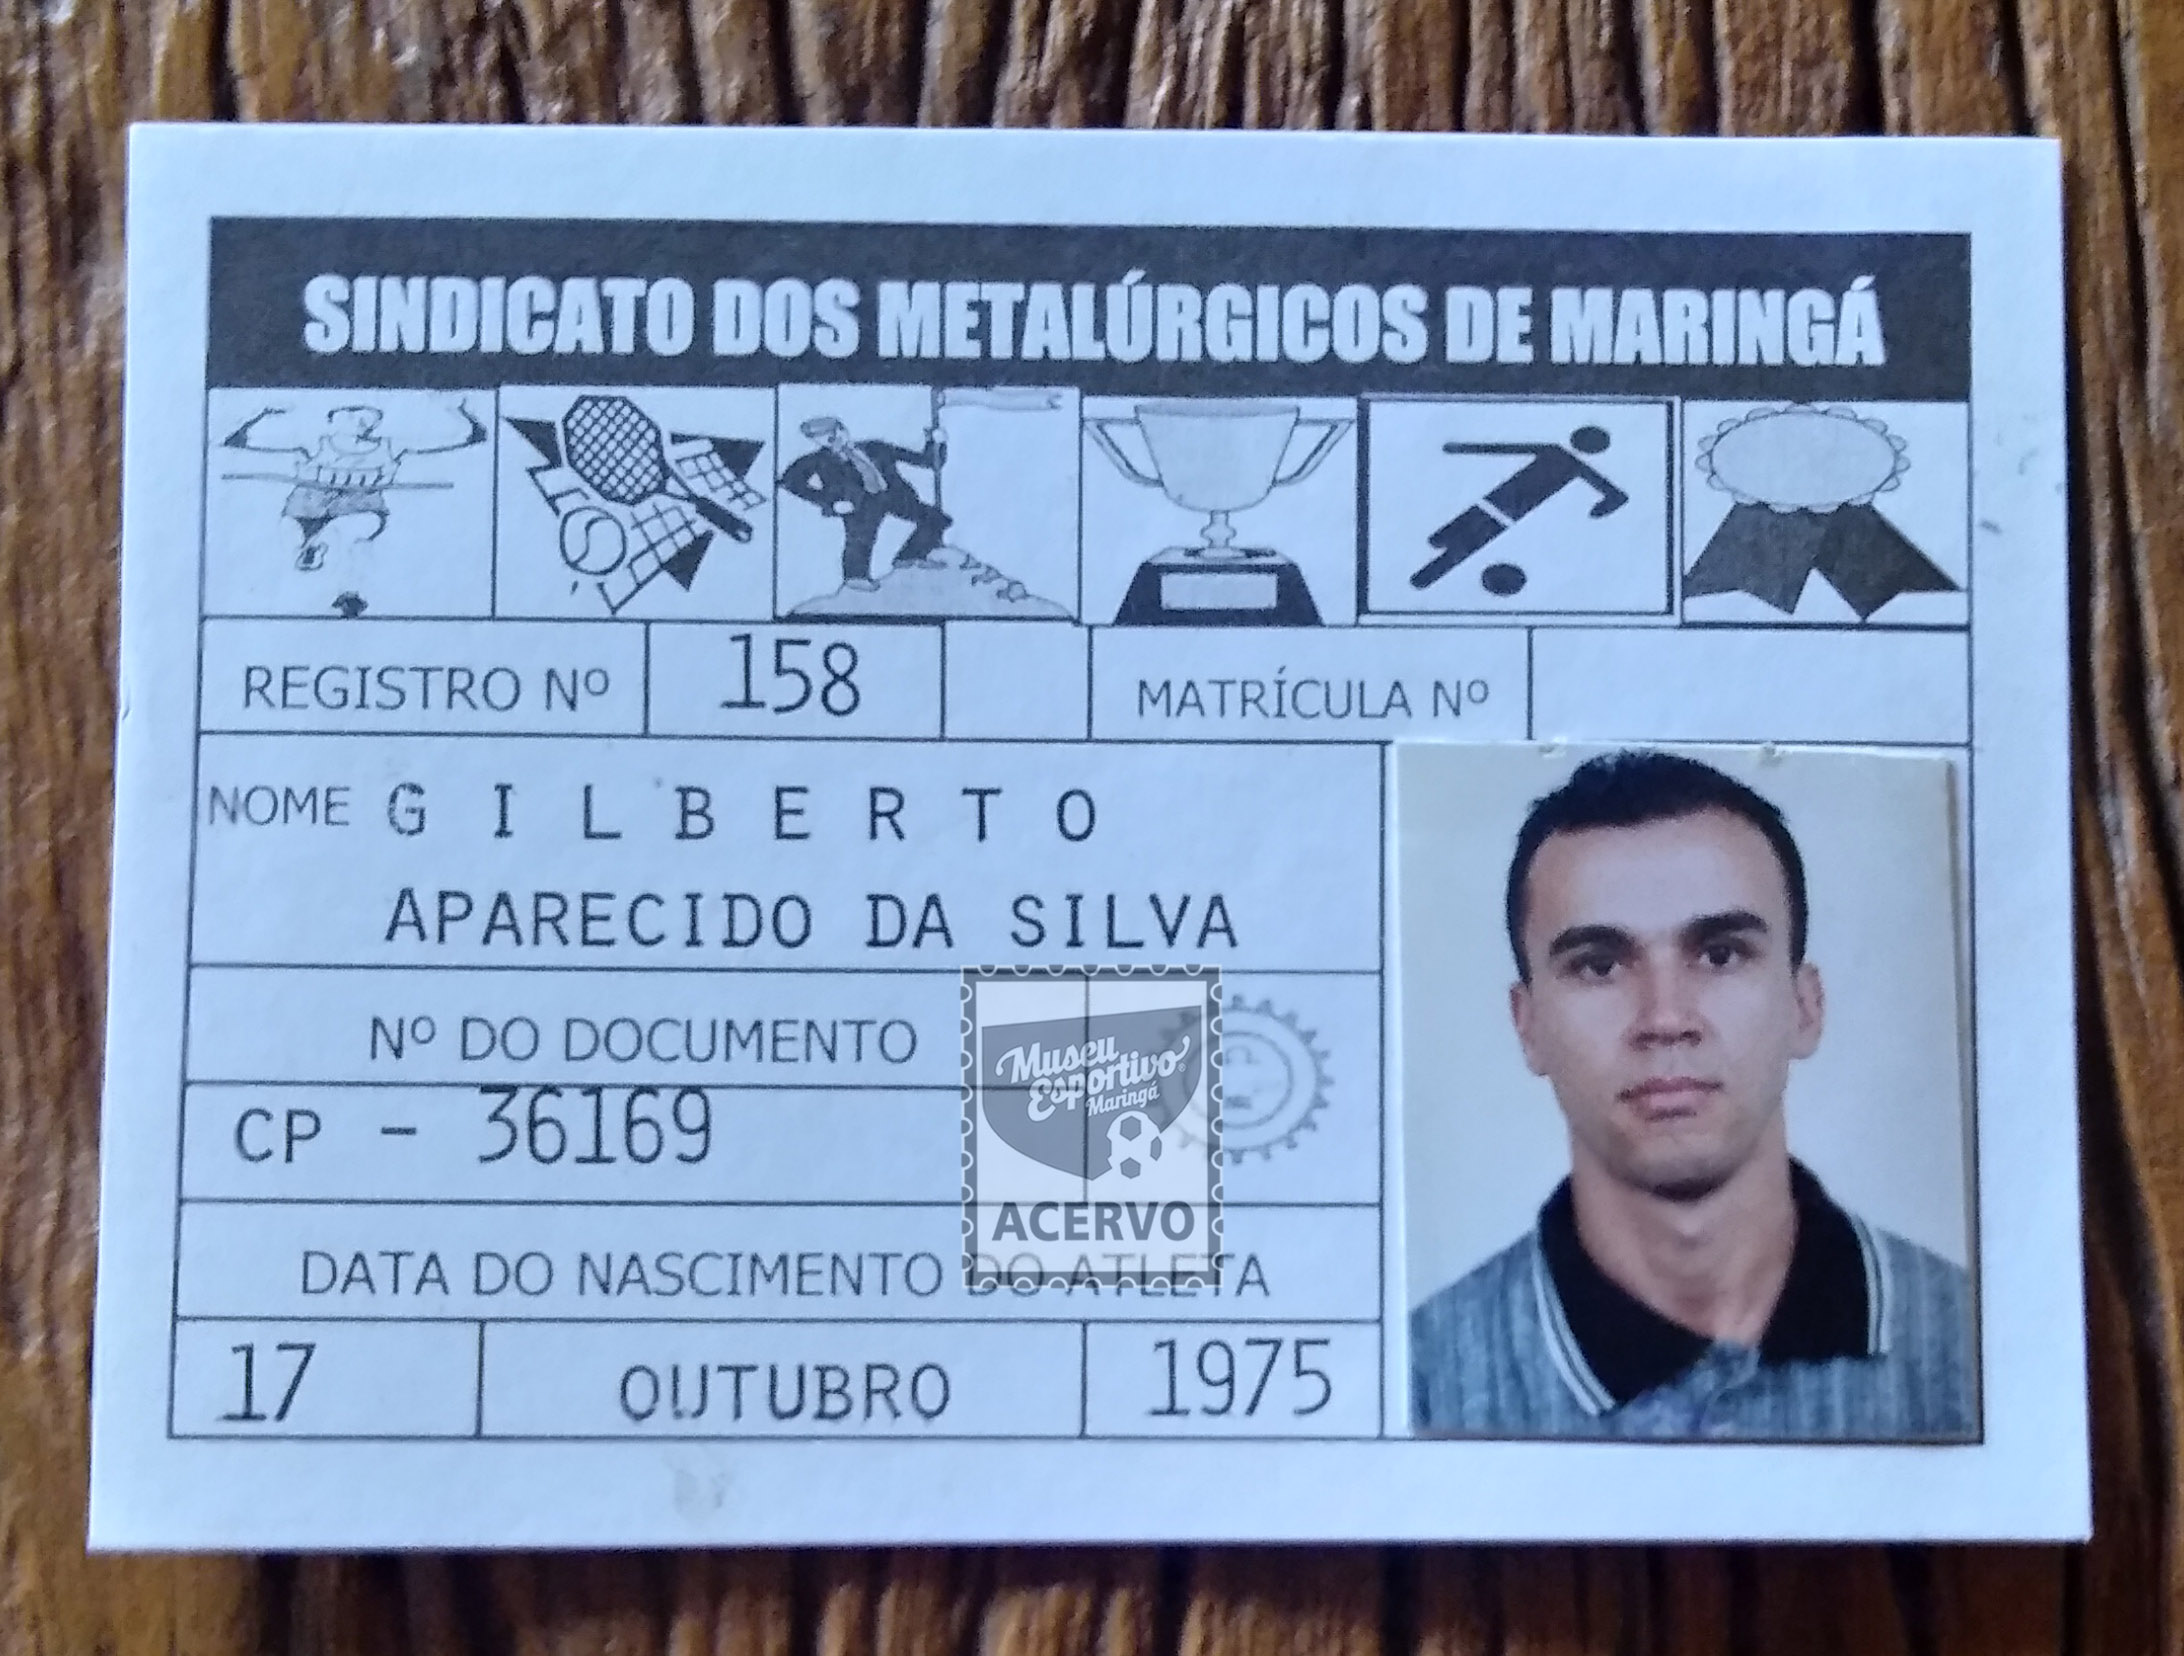 SINDICATO DOS METALÚRGICOS DE MARINGÁ
REGISTRO Nº 158 MATRÍCULA Nº
NOME G I L B E R T O
APARECIDO DA SILVA
Nº DO DOCUMENTO
CP - 36169
Museu
Esportivo
Maringá
ACERVO
DATA DO NASCIMENTO DO ATLETA
17 OUTUBRO 1975